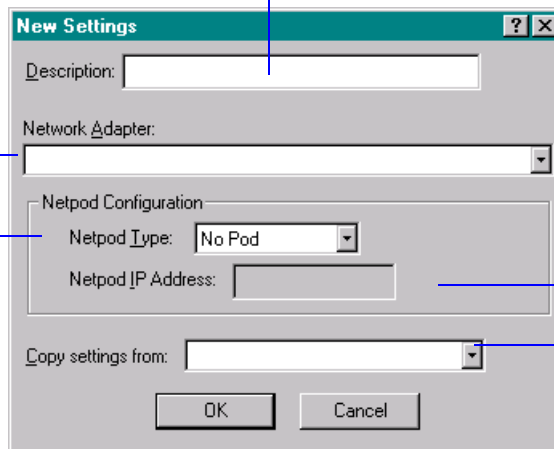 New Settings
Description:
Network Adapter:
Netpod Configuration
Netpod Type: No Pod
Netpod IP Address:
Copy settings from:
OK Cancel